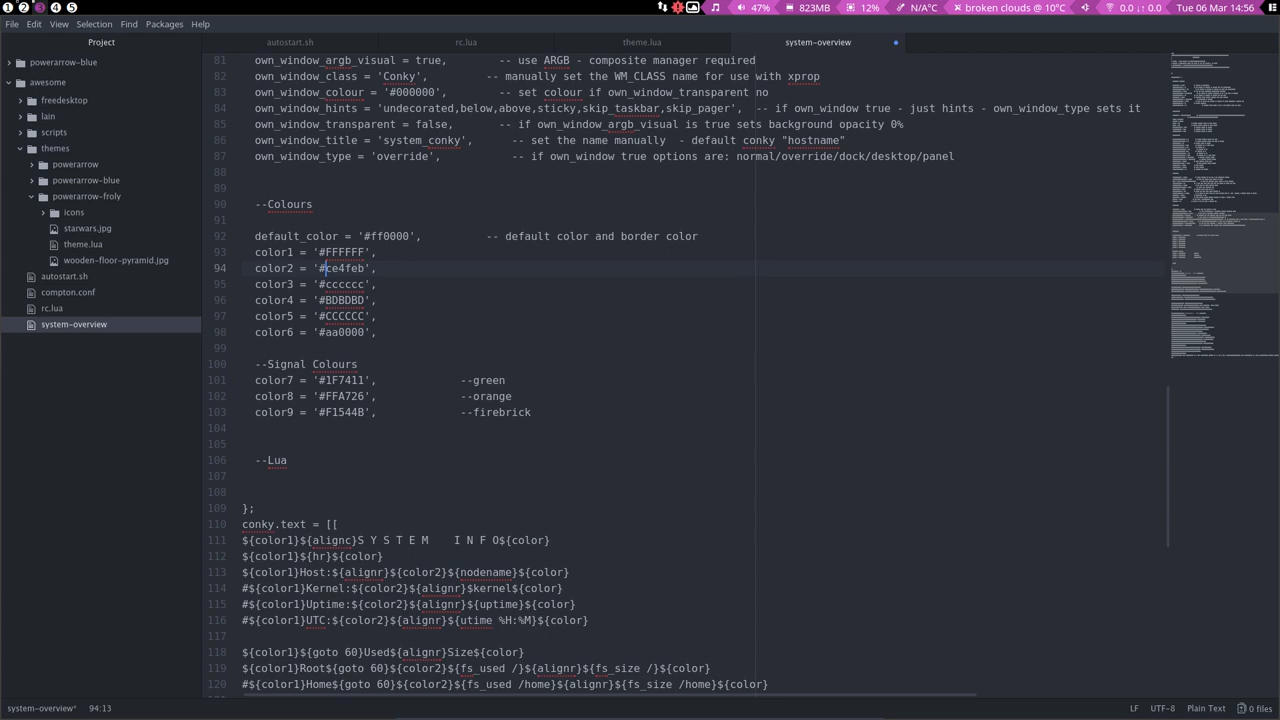 1 2 3 4 47% 823MB 12% N/A°C broken clouds @ 10°C 0.0 ↓↑ 0.0 Tue 06 March 14:56
File Edit View Selection Find Packages Help
Project
powerarrow-blue
awesome
freedesktop
lain
scripts
themes
powerarrow
powerarrow-blue
powerarrow-froly
icons
starwars.jpg
theme.lua
wooden-floor-pyramid.jpg
autostart.sh
compton.conf
rc.lua
system-overview
autostart.sh rc.lua theme.lua system-overview
81 own_window_argb_visual = true, -- use ARGB - composite manager required
82 own_window_class = 'Conky', -- manually set the WM_CLASS name for use with xprop
83 own_window_colour = '#000000', -- set colour if own_window_transparent no
84 own_window_hints = 'undecorated,below,sticky,skip_taskbar,skip_pager', -- if own_window true - just hints - own_window_type sets it
85 own_window_transparent = false, -- if own_window_argb_visual is true sets background opacity 0%
86 own_window_title = 'system_conky', -- set the name manually - default conky "hostname"
87 own_window_type = 'override', -- if own_window true options are: normal/override/dock/desktop/panel
88
89
90 --Colours
91
92 default_color = '#ff0000', -- default color and border color
93 color1 = '#FFFFFF',
94 color2 = '#ce4feb',
95 color3 = '#cccccc',
96 color4 = '#BDBDBD',
97 color5 = '#CCCCCC',
98 color6 = '#aa0000',
99
100 --Signal Colours
101 color7 = '#1F7411', --green
102 color8 = '#FFA726', --orange
103 color9 = '#F1544B', --firebrick
104
105
106 --Lua
107
108
109 };
110 conky.text = [[
111 ${color1}${alignc}S Y S T E M I N F O${color}
112 ${color1}${hr}${color}
113 ${color1}Host:${alignr}${color2}${nodename}${color}
114 #${color1}Kernel:${color2}${alignr}$kernel${color}
115 #${color1}Uptime:${color2}${alignr}${uptime}${color}
116 #${color1}UTC:${color2}${alignr}${utime %H:%M}${color}
117
118 ${color1}${goto 60}Used${alignr}Size${color}
119 ${color1}Root${goto 60}${color2}${fs_used /}${alignr}${fs_size /}${color}
120 #${color1}Home${goto 60}${color2}${fs_used /home}${alignr}${fs_size /home}${color}
system-overview* 94:13 LF UTF-8 Plain Text 0 files